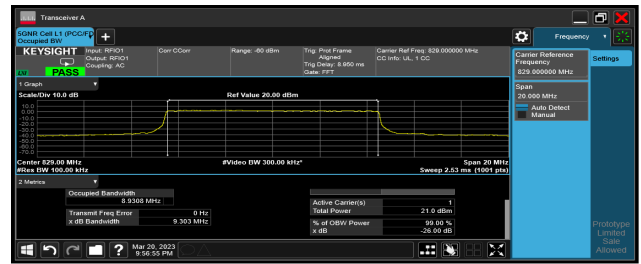 Transceiver A
5GNR Cell L1 (PCC/FD
Occupied BW
Frequency
KEYSIGHT
Input: RFIO1
Output: RFIO1
Coupling: AC
Corr CCorr
Range: -60 dBm
Trig: Prot Frame
Aligned
Trig Delay: 8.950 ms
Gate: FFT
Carrier Ref Freq: 829.000000 MHz
CC Info: UL, 1 CC
LXI
PASS
Carrier Reference
Frequency
829.000000 MHz
Settings
Span
20.000 MHz
Auto Detect
Manual
1 Graph
Scale/Div 10.0 dB
Ref Value 20.00 dBm
10.0
0.00
-10.0
-20.0
-30.0
-40.0
-50.0
-60.0
-70.0
Center 829.00 MHz
#Video BW 300.00 kHz*
Span 20 MHz
#Res BW 100.00 kHz
Sweep 2.53 ms (1001 pts)
2 Metrics
Occupied Bandwidth
8.9308 MHz
Transmit Freq Error 0 Hz
x dB Bandwidth 9.303 MHz
Active Carrier(s) 1
Total Power 21.0 dBm
% of OBW Power 99.00 %
x dB -26.00 dB
Mar 20, 2023
9:56:55 PM
Prototype
Limited
Sale
Allowed